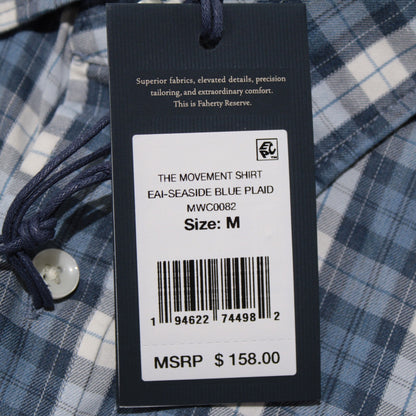 Superior fabrics, elevated details, precision
tailoring, and extraordinary comfort.
This is Faherty Reserve.
THE MOVEMENT SHIRT
EAI-SEASIDE BLUE PLAID
MWC0082
Size: M
1 94622 74498 2
MSRP $ 158.00